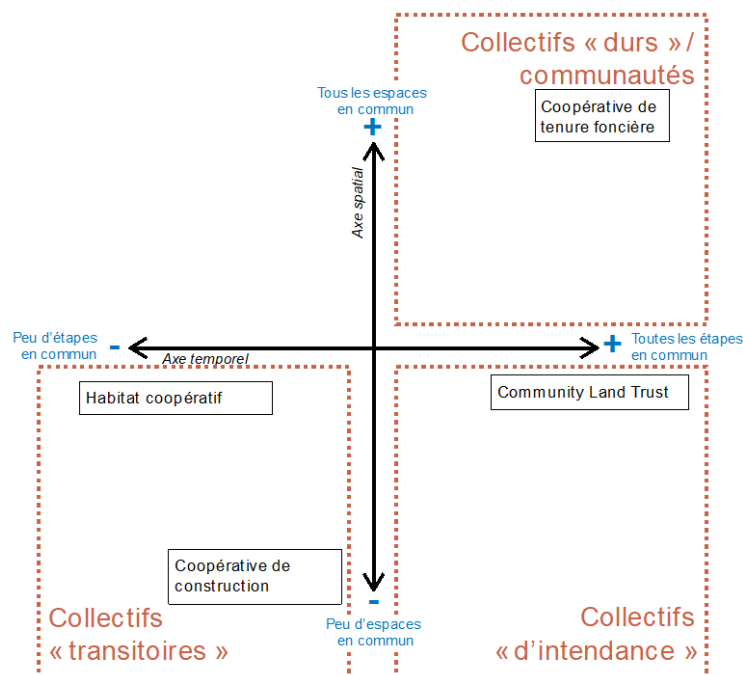 Collectifs « durs » /
communautés
Tous les espaces
en commun
+
Coopérative de
tenure foncière
Axe spatial
Peu d'étapes
en commun
-
Axe temporel
+
Toutes les étapes
en commun
Habitat coopératif
Community Land Trust
Coopérative de
construction
-
Peu d'espaces
en commun
Collectifs
« transitoires »
Collectifs
« d'intendance »